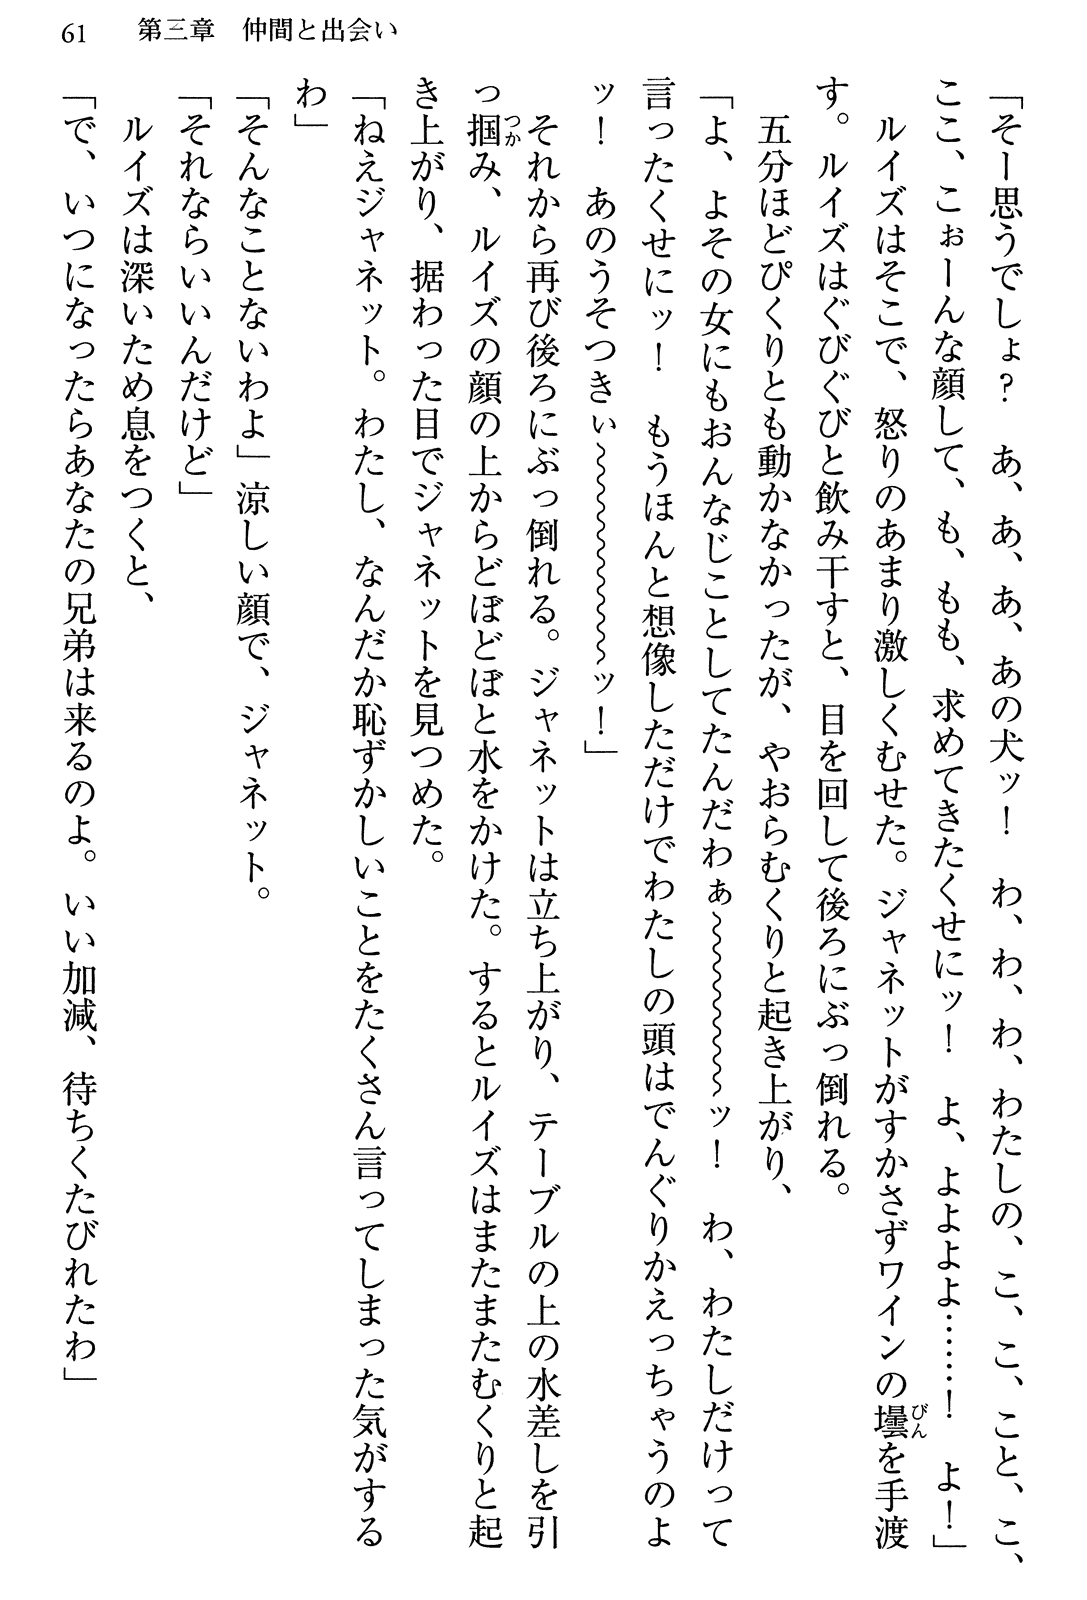 61　第三章　仲間と出会い
「そー思うでしょ？　あ、あ、あ、あの犬ッ！　わ、わ、わ、わたしの、こ、こ、こと、こ、
ここ、こぉーんな顔して、も、もも、求めてきたくせにッ！　よ、よよよよ……！　よ！」
　ルイズはそこで、怒りのあまり激しくむせた。ジャネットがすかさずワインの壜を手渡
す。ルイズはぐびぐびと飲み干すと、目を回して後ろにぶっ倒れる。
　五分ほどぴくりとも動かなかったが、やおらむくりと起き上がり、
「よ、よその女にもおんなじことしてたんだわぁ～～～～～～～ッ！　わ、わたしだけって
言ったくせにッ！　もうほんと想像しただけでわたしの頭はでんぐりかえっちゃうのよ
ッ！　あのうそつきぃ～～～～～～～～ッ！」
　それから再び後ろにぶっ倒れる。ジャネットは立ち上がり、テーブルの上の水差しを引
っ掴み、ルイズの顔の上からどぼどぼと水をかけた。するとルイズはまたまたむくりと起
き上がり、据わった目でジャネットを見つめた。
「ねえジャネット。わたし、なんだか恥ずかしいことをたくさん言ってしまった気がする
わ」
「そんなことないわよ」涼しい顔で、ジャネット。
「それならいいんだけど」
　ルイズは深いため息をつくと、
「で、いつになったらあなたの兄弟は来るのよ。いい加減、待ちくたびれたわ」